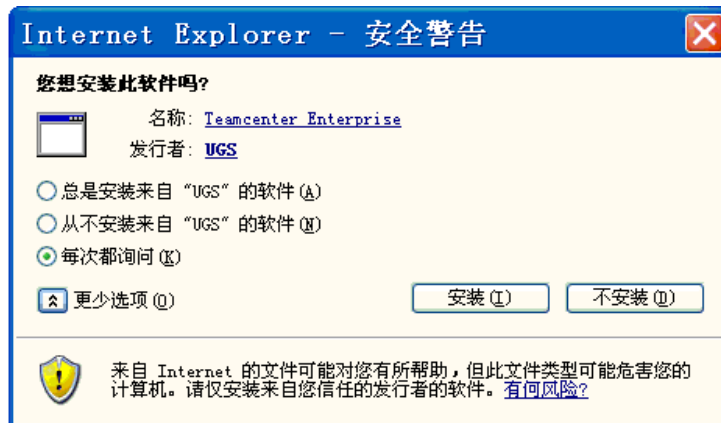 Internet Explorer - 安全警告
您想安装此软件吗?
名称: Teamcenter Enterprise
发行者: UGS
总是安装来自 “UGS” 的软件(A)
从不安装来自 “UGS” 的软件(N)
每次都询问(K)
更少选项(O) 安装(I) 不安装(D)
来自 Internet 的文件可能对您有所帮助，但此文件类型可能危害您的
计算机。请仅安装来自您信任的发行者的软件。有何风险?